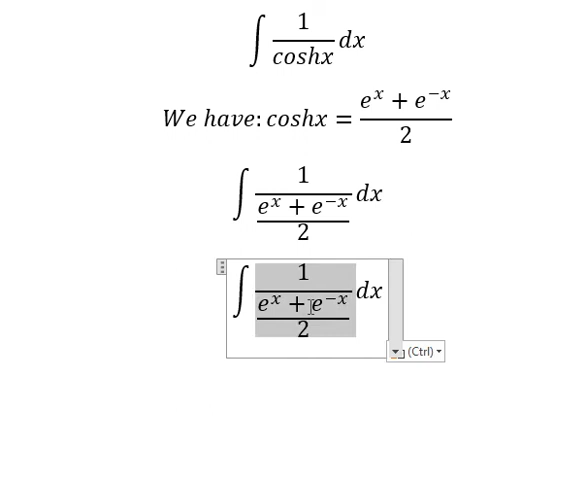 ∫ 1/coshx dx
We have: coshx = (e^x + e^−x)/2
∫ 1/((e^x + e^−x)/2) dx
∫ 1/((e^x + e^−x)/2) dx
(Ctrl)